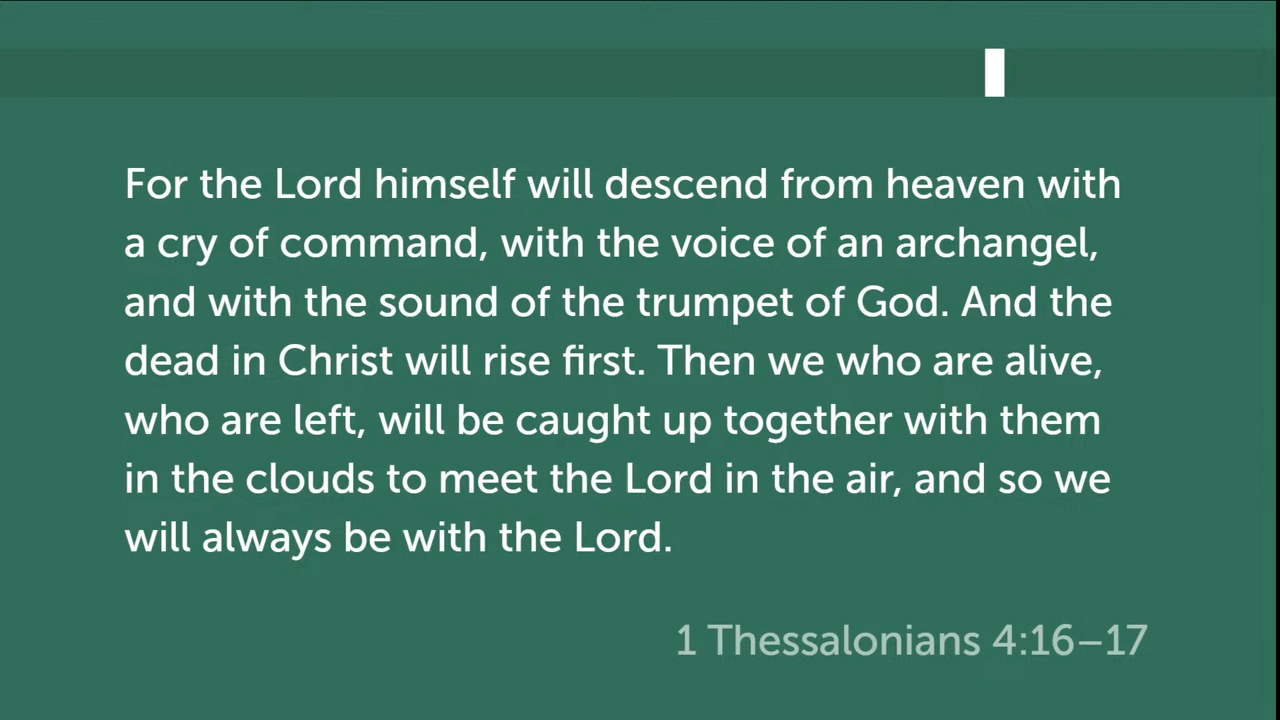 For the Lord himself will descend from heaven with
a cry of command, with the voice of an archangel,
and with the sound of the trumpet of God. And the
dead in Christ will rise first. Then we who are alive,
who are left, will be caught up together with them
in the clouds to meet the Lord in the air, and so we
will always be with the Lord.
1 Thessalonians 4:16–17